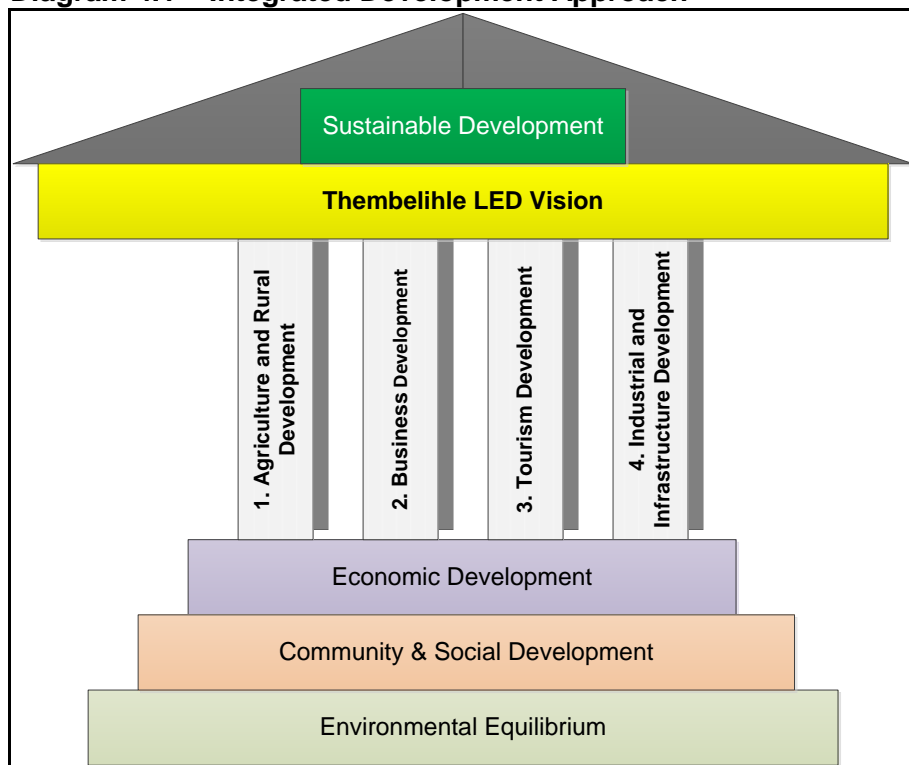 Sustainable Development
Thembelihle LED Vision
1. Agriculture and Rural
Development
2. Business Development
3. Tourism Development
4. Industrial and
Infrastructure Development
Economic Development
Community & Social Development
Environmental Equilibrium